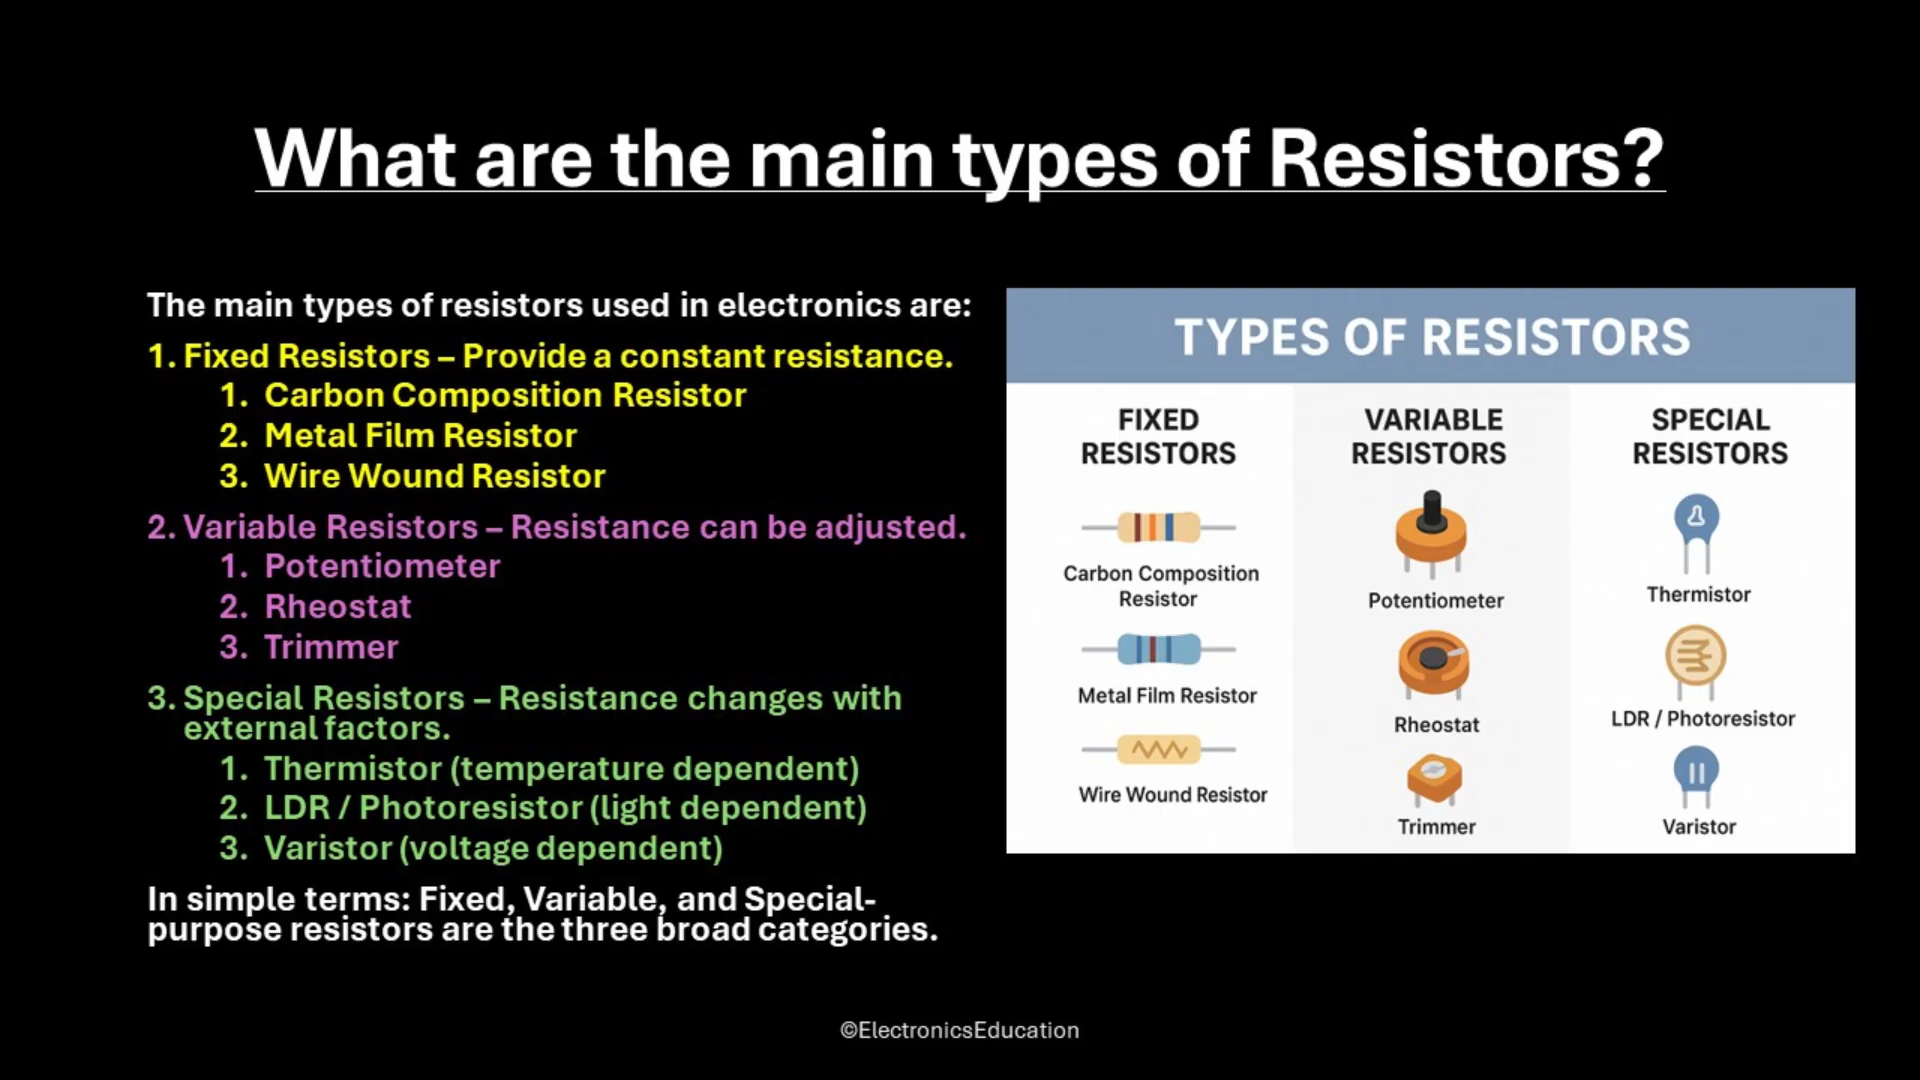 What are the main types of Resistors?
The main types of resistors used in electronics are:
1. Fixed Resistors – Provide a constant resistance.
1. Carbon Composition Resistor
2. Metal Film Resistor
3. Wire Wound Resistor
2. Variable Resistors – Resistance can be adjusted.
1. Potentiometer
2. Rheostat
3. Trimmer
3. Special Resistors – Resistance changes with
external factors.
1. Thermistor (temperature dependent)
2. LDR / Photoresistor (light dependent)
3. Varistor (voltage dependent)
In simple terms: Fixed, Variable, and Special-
purpose resistors are the three broad categories.
TYPES OF RESISTORS
FIXED
RESISTORS
Carbon Composition
Resistor
Metal Film Resistor
Wire Wound Resistor
VARIABLE
RESISTORS
Potentiometer
Rheostat
Trimmer
SPECIAL
RESISTORS
Thermistor
LDR / Photoresistor
Varistor
©ElectronicsEducation